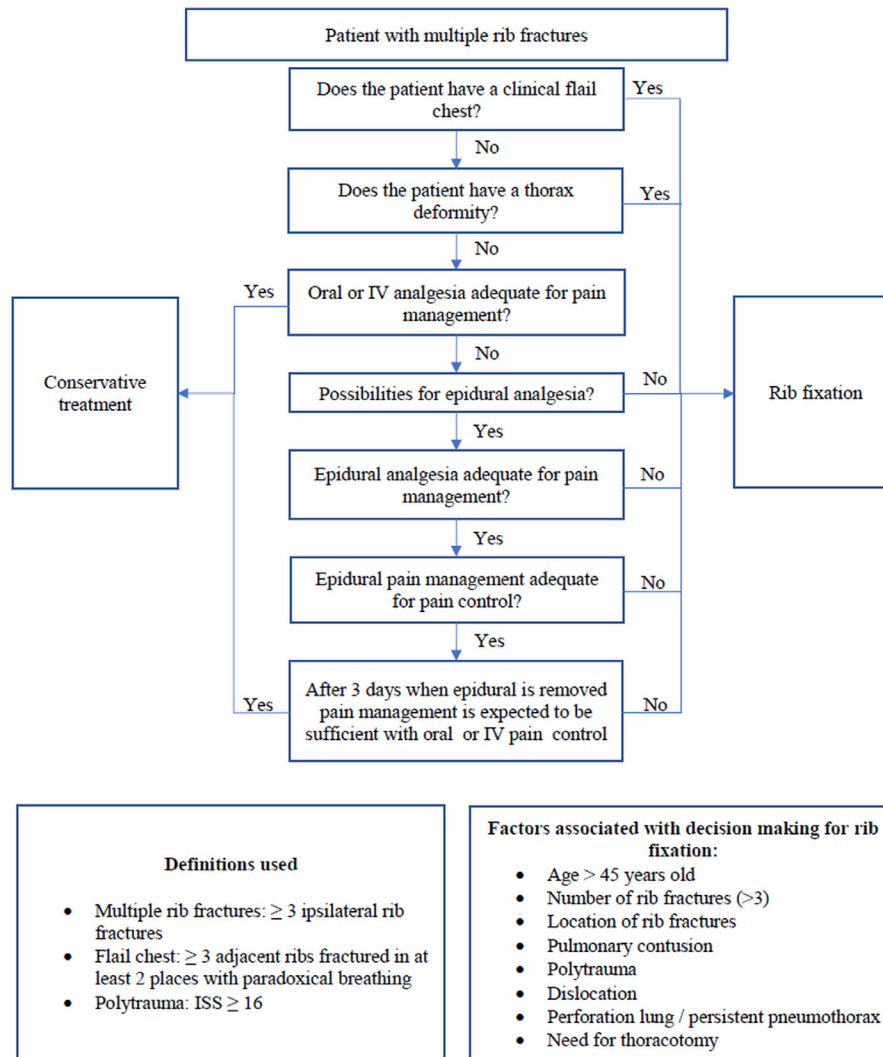 Patient with multiple rib fractures
Does the patient have a clinical flail
chest?
Yes
No
Does the patient have a thorax
deformity?
Yes
No
Yes
Oral or IV analgesia adequate for pain
management?
No
Conservative
treatment
Possibilities for epidural analgesia?
No
Rib fixation
Yes
Epidural analgesia adequate for pain
management?
No
Yes
Epidural pain management adequate
for pain control?
No
Yes
Yes
After 3 days when epidural is removed
pain management is expected to be
sufficient with oral or IV pain control
No
Definitions used
• Multiple rib fractures: ≥ 3 ipsilateral rib
fractures
• Flail chest: ≥ 3 adjacent ribs fractured in at
least 2 places with paradoxical breathing
• Polytrauma: ISS ≥ 16
Factors associated with decision making for rib
fixation:
• Age > 45 years old
• Number of rib fractures (>3)
• Location of rib fractures
• Pulmonary contusion
• Polytrauma
• Dislocation
• Perforation lung / persistent pneumothorax
• Need for thoracotomy